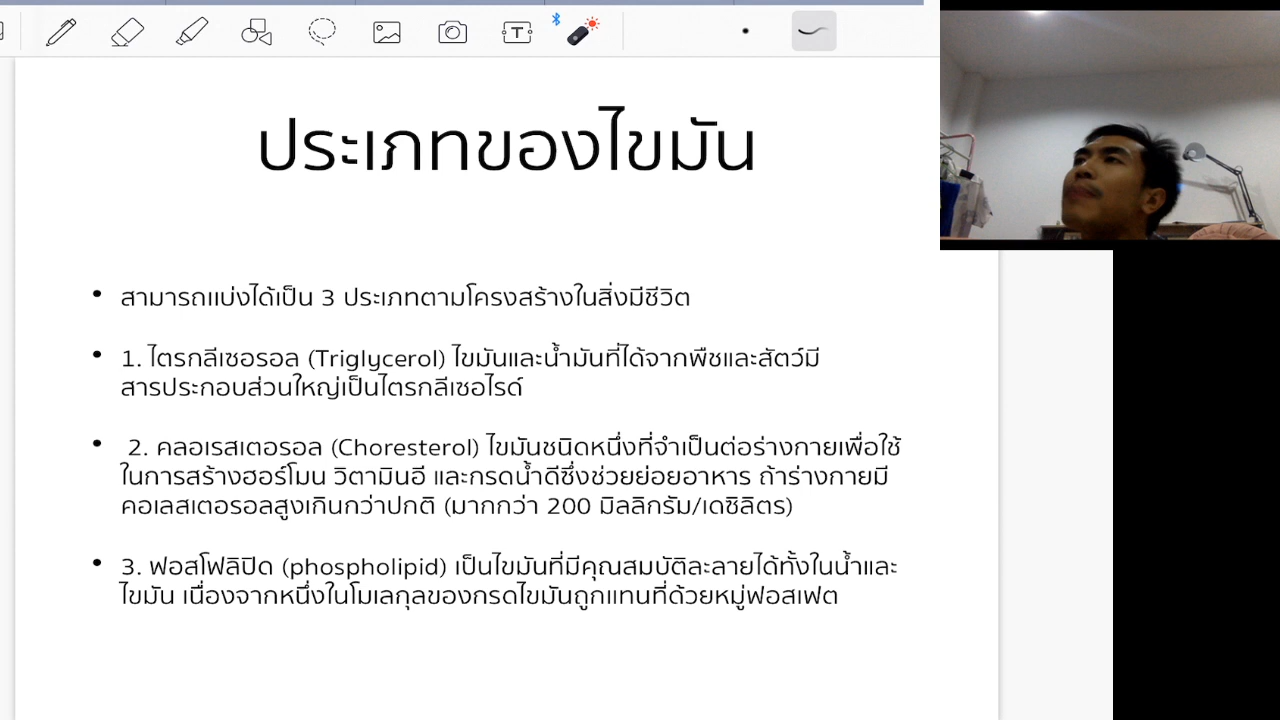 T
ประเภทของไขมัน
• สามารถแบ่งได้เป็น 3 ประเภทตามโครงสร้างในสิ่งมีชีวิต
• 1. ไตรกลีเซอรอล (Triglycerol) ไขมันและน้ำมันที่ได้จากพืชและสัตว์มี
สารประกอบส่วนใหญ่เป็นไตรกลีเซอไรด์
• 2. คลอเรสเตอรอล (Choresterol) ไขมันชนิดหนึ่งที่จำเป็นต่อร่างกายเพื่อใช้
ในการสร้างฮอร์โมน วิตามินอี และกรดน้ำดีซึ่งช่วยย่อยอาหาร ถ้าร่างกายมี
คอเลสเตอรอลสูงเกินกว่าปกติ (มากกว่า 200 มิลลิกรัม/เดซิลิตร)
• 3. ฟอสโฟลิปิด (phospholipid) เป็นไขมันที่มีคุณสมบัติละลายได้ทั้งในน้ำและ
ไขมัน เนื่องจากหนึ่งในโมเลกุลของกรดไขมันถูกแทนที่ด้วยหมู่ฟอสเฟต